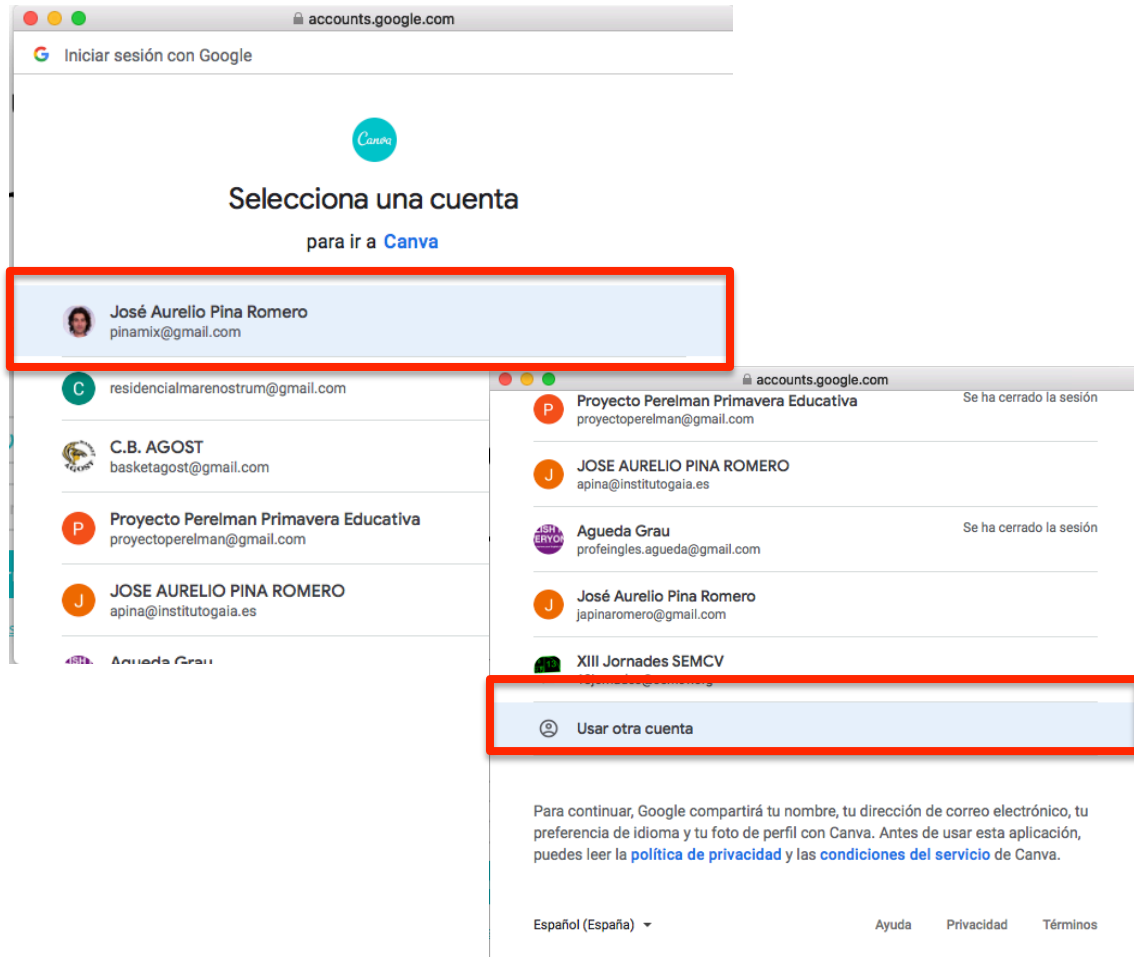 accounts.google.com
G Iniciar sesión con Google
Canva
Selecciona una cuenta
para ir a Canva
José Aurelio Pina Romero
pinamix@gmail.com
C
residencialmarenostrum@gmail.com
C.B. AGOST
basketagost@gmail.com
AGOST
P
Proyecto Perelman Primavera Educativa
proyectoperelman@gmail.com
J
JOSE AURELIO PINA ROMERO
apina@institutogaia.es
Agueda Grau
accounts.google.com
P
Proyecto Perelman Primavera Educativa
Se ha cerrado la sesión
proyectoperelman@gmail.com
J
JOSE AURELIO PINA ROMERO
apina@institutogaia.es
Agueda Grau
Se ha cerrado la sesión
profeingles.agueda@gmail.com
J
José Aurelio Pina Romero
japinaromero@gmail.com
13
XIII Jornades SEMCV
Usar otra cuenta
Para continuar, Google compartirá tu nombre, tu dirección de correo electrónico, tu
preferencia de idioma y tu foto de perfil con Canva. Antes de usar esta aplicación,
puedes leer la política de privacidad y las condiciones del servicio de Canva.
Español (España)
Ayuda Privacidad Términos